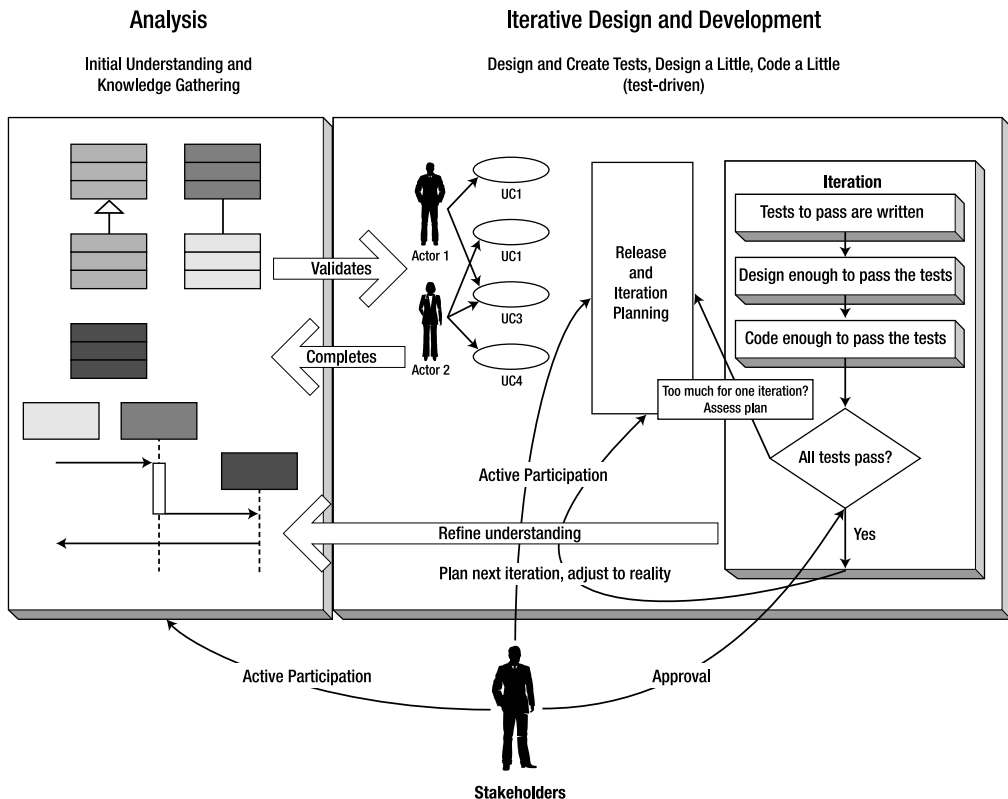 Analysis
Iterative Design and Development
Initial Understanding and
Knowledge Gathering
Design and Create Tests, Design a Little, Code a Little
(test-driven)
Iteration
Tests to pass are written
Design enough to pass the tests
Code enough to pass the tests
All tests pass?
Yes
Too much for one iteration?
Assess plan
Release
and
Iteration
Planning
UC1
UC1
UC3
UC4
Actor 1
Actor 2
Validates
Completes
Active Participation
Refine understanding
Plan next iteration, adjust to reality
Active Participation
Approval
Stakeholders